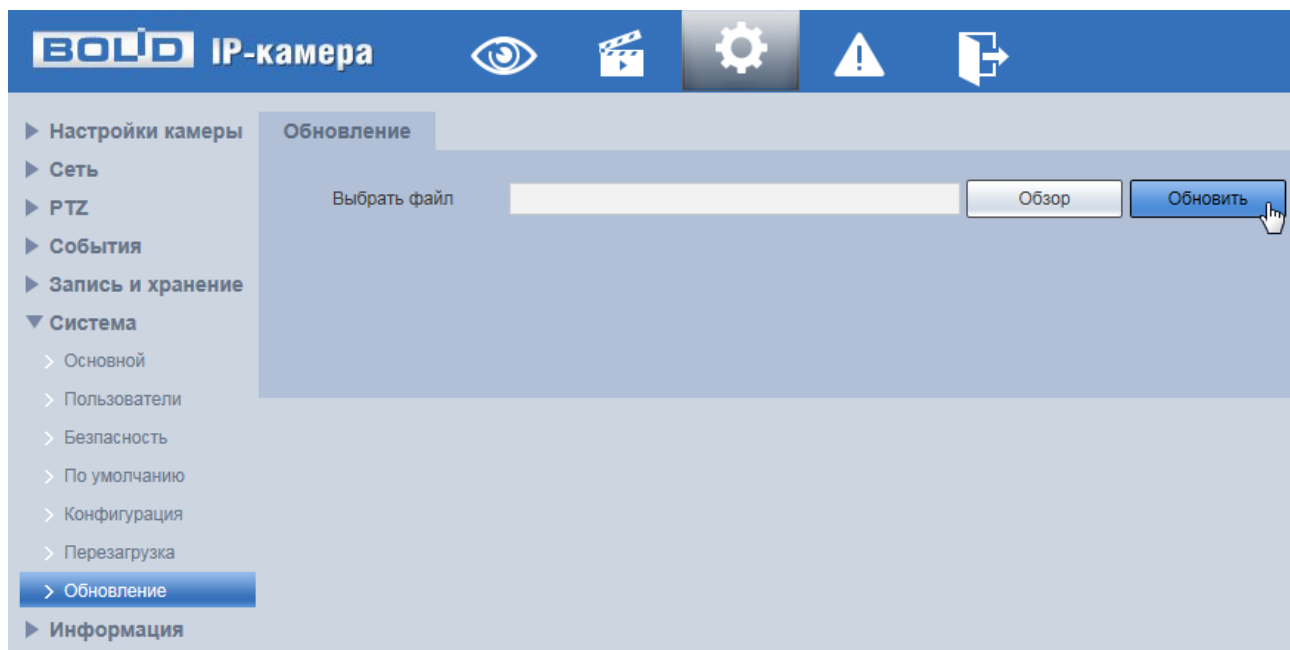 BOLID IP-камера
Настройки камеры
Сеть
PTZ
События
Запись и хранение
Система
Основной
Пользователи
Безпасность
По умолчанию
Конфигурация
Перезагрузка
Обновление
Информация
Обновление
Выбрать файл Обзор Обновить